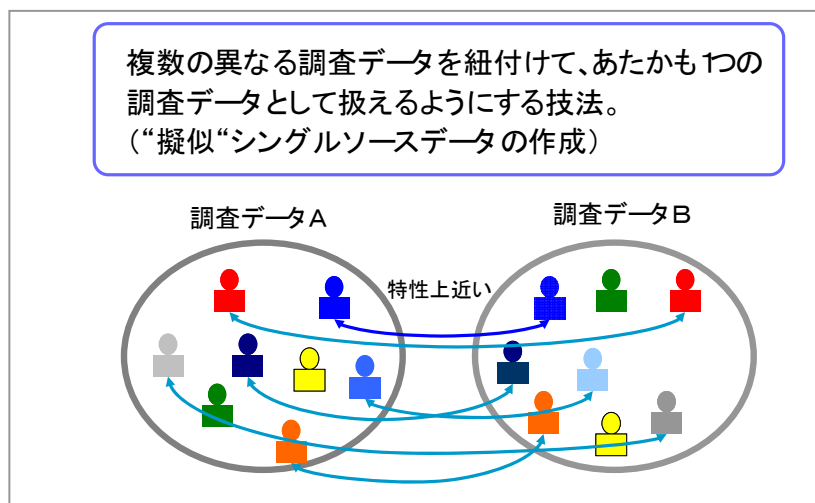 複数の異なる調査データを紐付けて、あたかも1つの
調査データとして扱えるようにする技法。
(“擬似“シングルソースデータの作成)
調査データA
調査データB
特性上近い